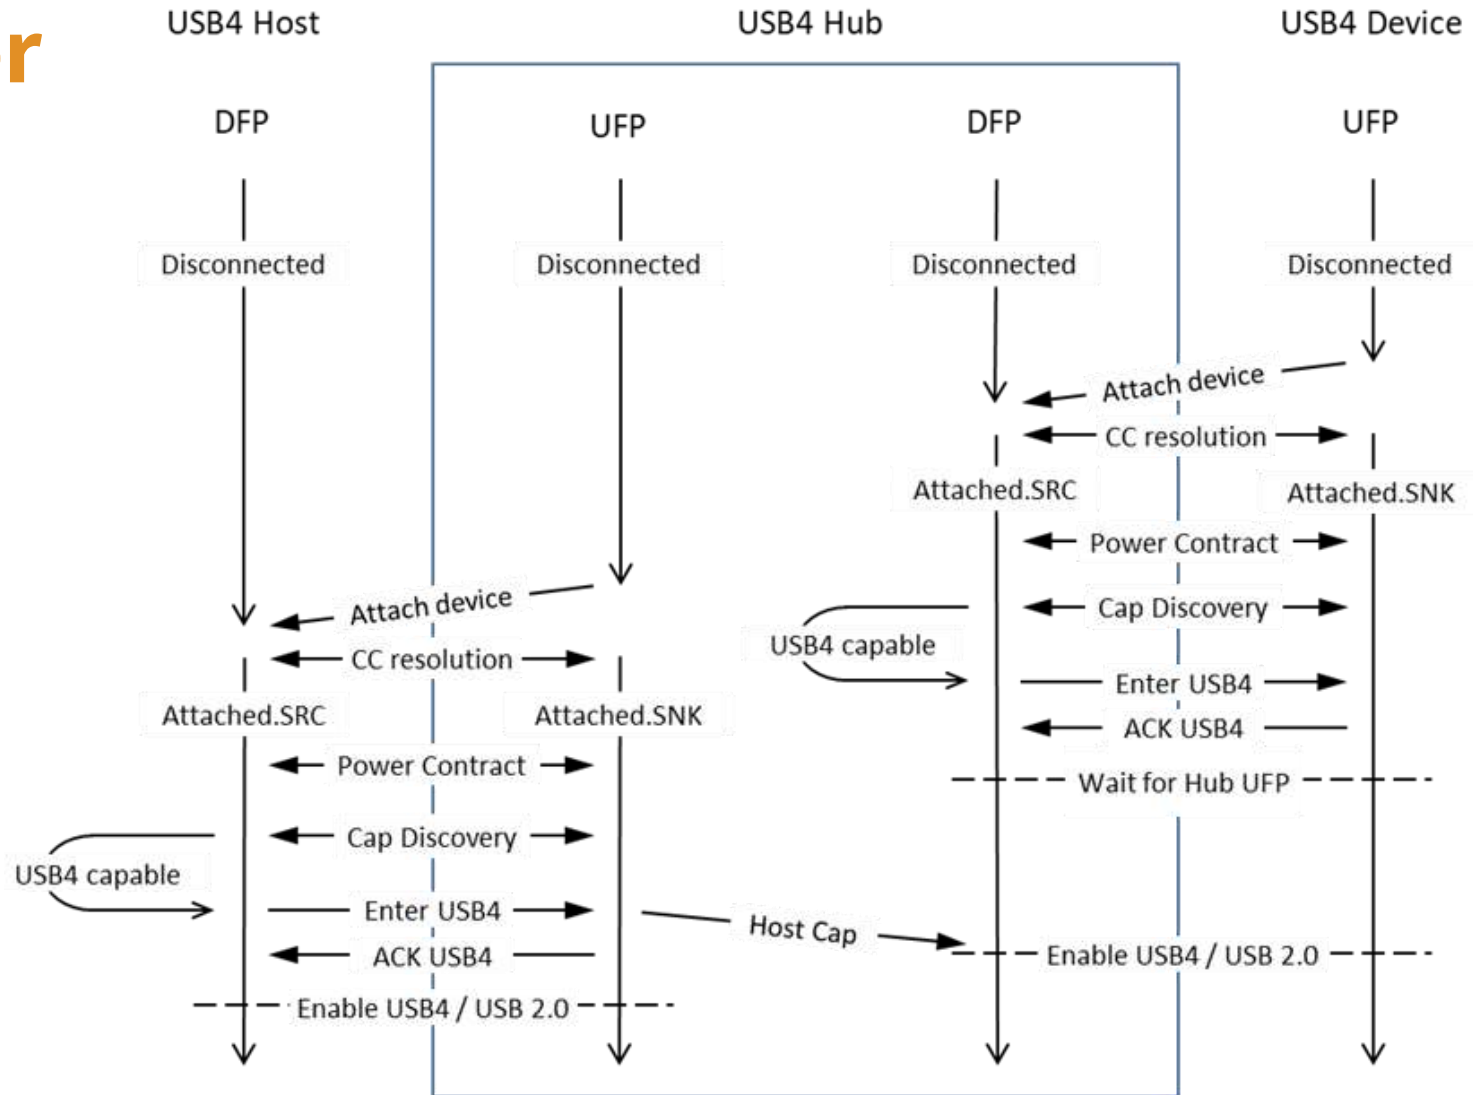 USB4 Host
USB4 Hub
USB4 Device
r
DFP
UFP
DFP
UFP
Disconnected
Disconnected
Disconnected
Disconnected
Attach device
CC resolution
Attached.SRC
Attached.SNK
Power Contract
Cap Discovery
USB4 capable
Enter USB4
ACK USB4
Wait for Hub UFP
Attach device
CC resolution
Attached.SRC
Attached.SNK
Power Contract
Cap Discovery
USB4 capable
Enter USB4
Host Cap
ACK USB4
Enable USB4 / USB 2.0
Enable USB4 / USB 2.0